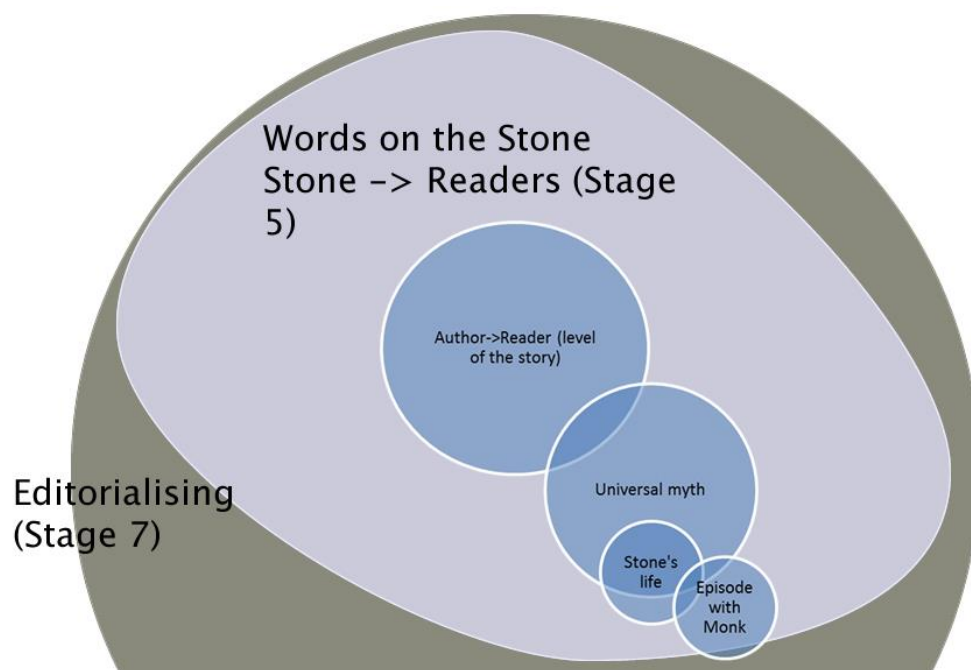 Words on the Stone
Stone -> Readers (Stage
5)
Author->Reader (level
of the story)
Universal myth
Editorialising
(Stage 7)
Stone's
life
Episode
with
Monk